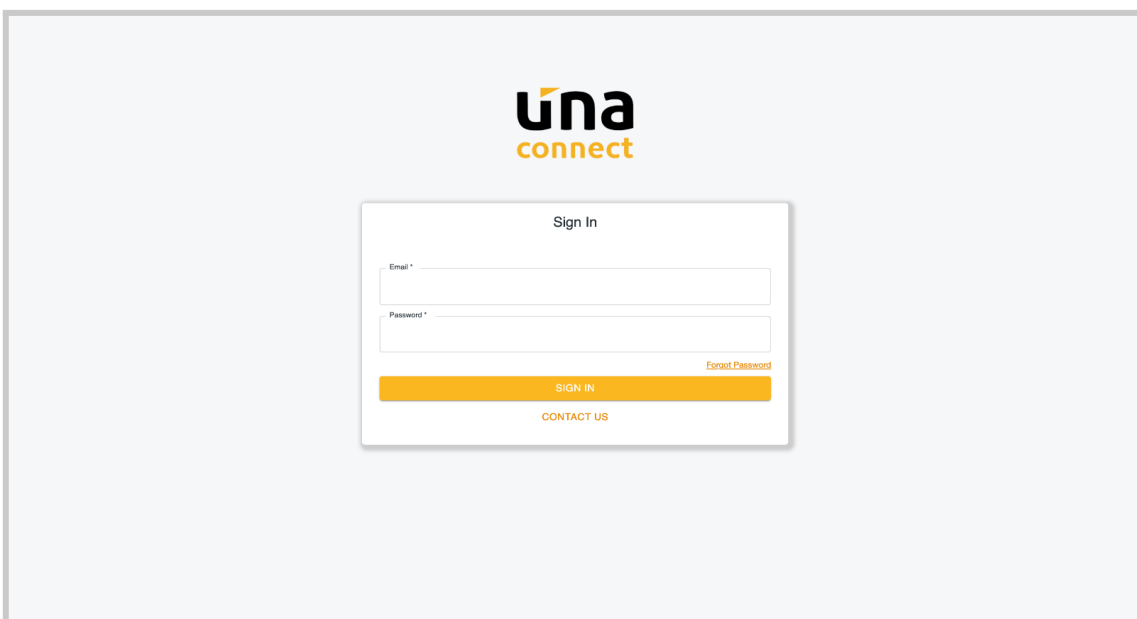 una
connect
Sign In
Email *
Password *
Forgot Password
SIGN IN
CONTACT US